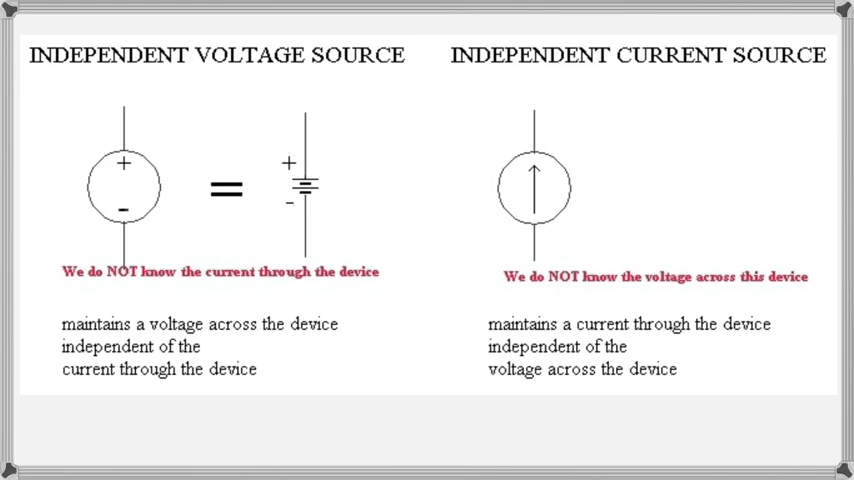 INDEPENDENT VOLTAGE SOURCE
+
-
=
+
-
We do NOT know the current through the device
maintains a voltage across the device
independent of the
current through the device
INDEPENDENT CURRENT SOURCE
We do NOT know the voltage across this device
maintains a current through the device
independent of the
voltage across the device